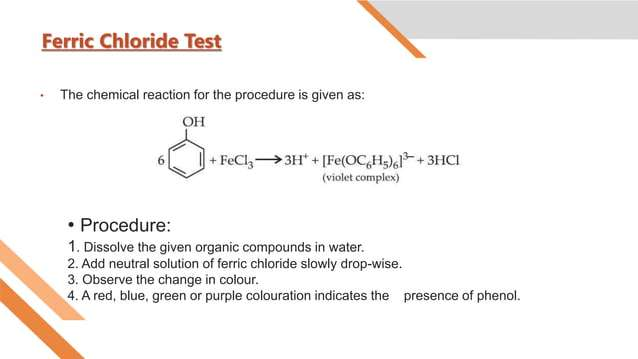 Ferric Chloride Test
• The chemical reaction for the procedure is given as:
OH
6 + FeCl₃ ⟶ 3H⁺ + [Fe(OC₆H₅)₆]³⁻ + 3HCl
(violet complex)
• Procedure:
1. Dissolve the given organic compounds in water.
2. Add neutral solution of ferric chloride slowly drop-wise.
3. Observe the change in colour.
4. A red, blue, green or purple colouration indicates the presence of phenol.